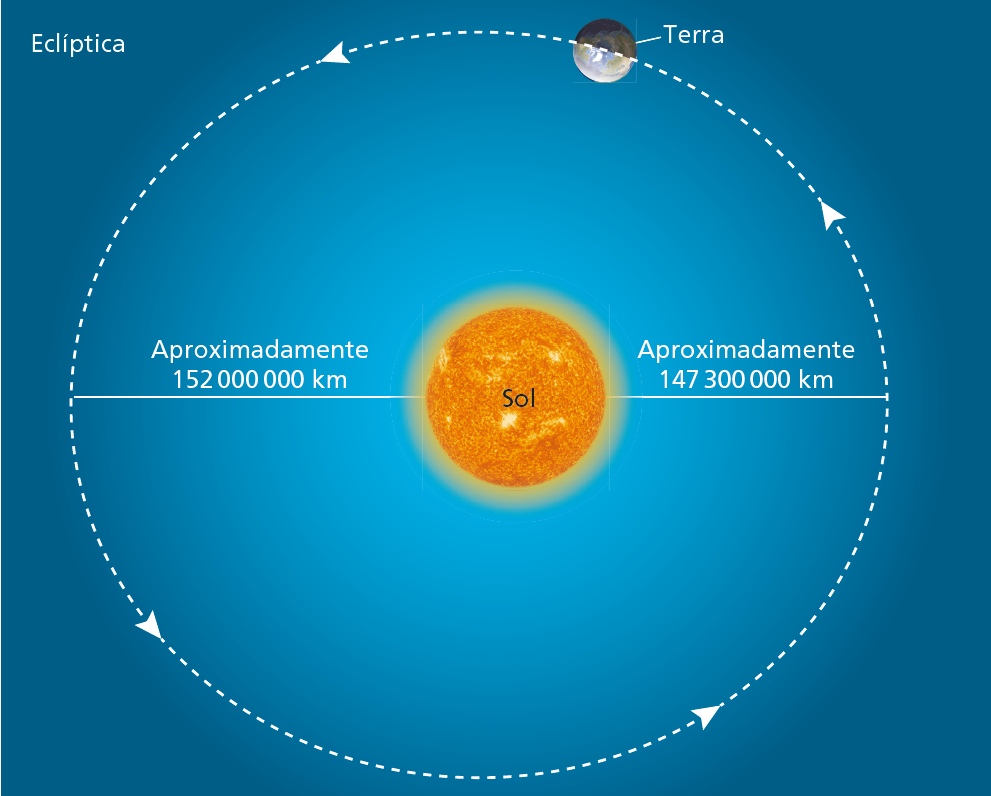 Eclíptica
Terra
Aproximadamente
152 000 000 km
Aproximadamente
147 300 000 km
Sol